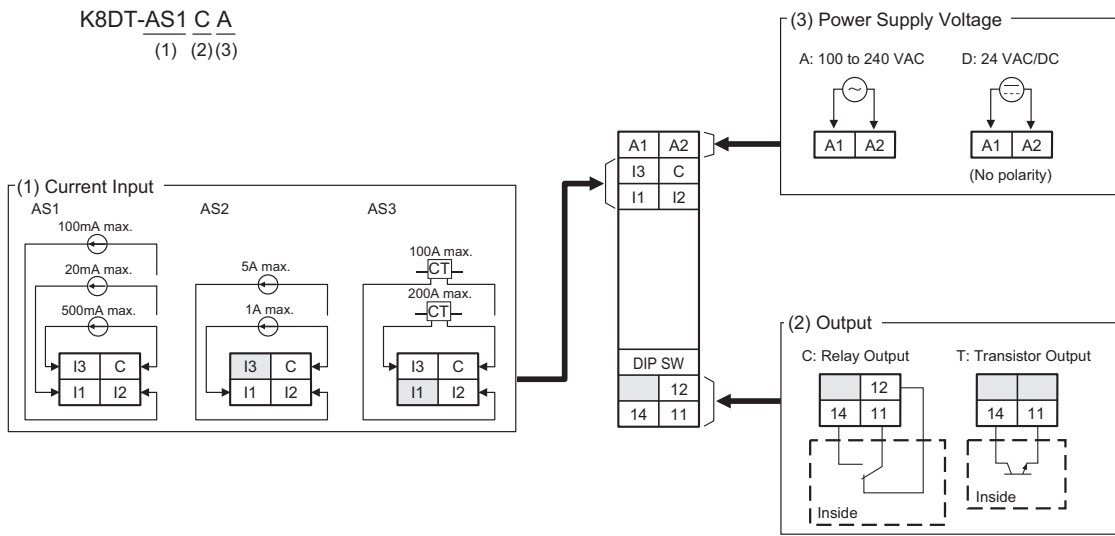 K8DT-AS1 C A
(1) (2) (3)
(1) Current Input
AS1
AS2
AS3
100mA max.
20mA max.
500mA max.
I3 C
I1 I2
5A max.
1A max.
I3 C
I1 I2
100A max.
CT
200A max.
CT
I3 C
I1 I2
A1 A2
I3 C
I1 I2
DIP SW
12
14 11
(3) Power Supply Voltage
A: 100 to 240 VAC
A1 A2
D: 24 VAC/DC
A1 A2
(No polarity)
(2) Output
C: Relay Output
12
14 11
Inside
T: Transistor Output
14 11
Inside